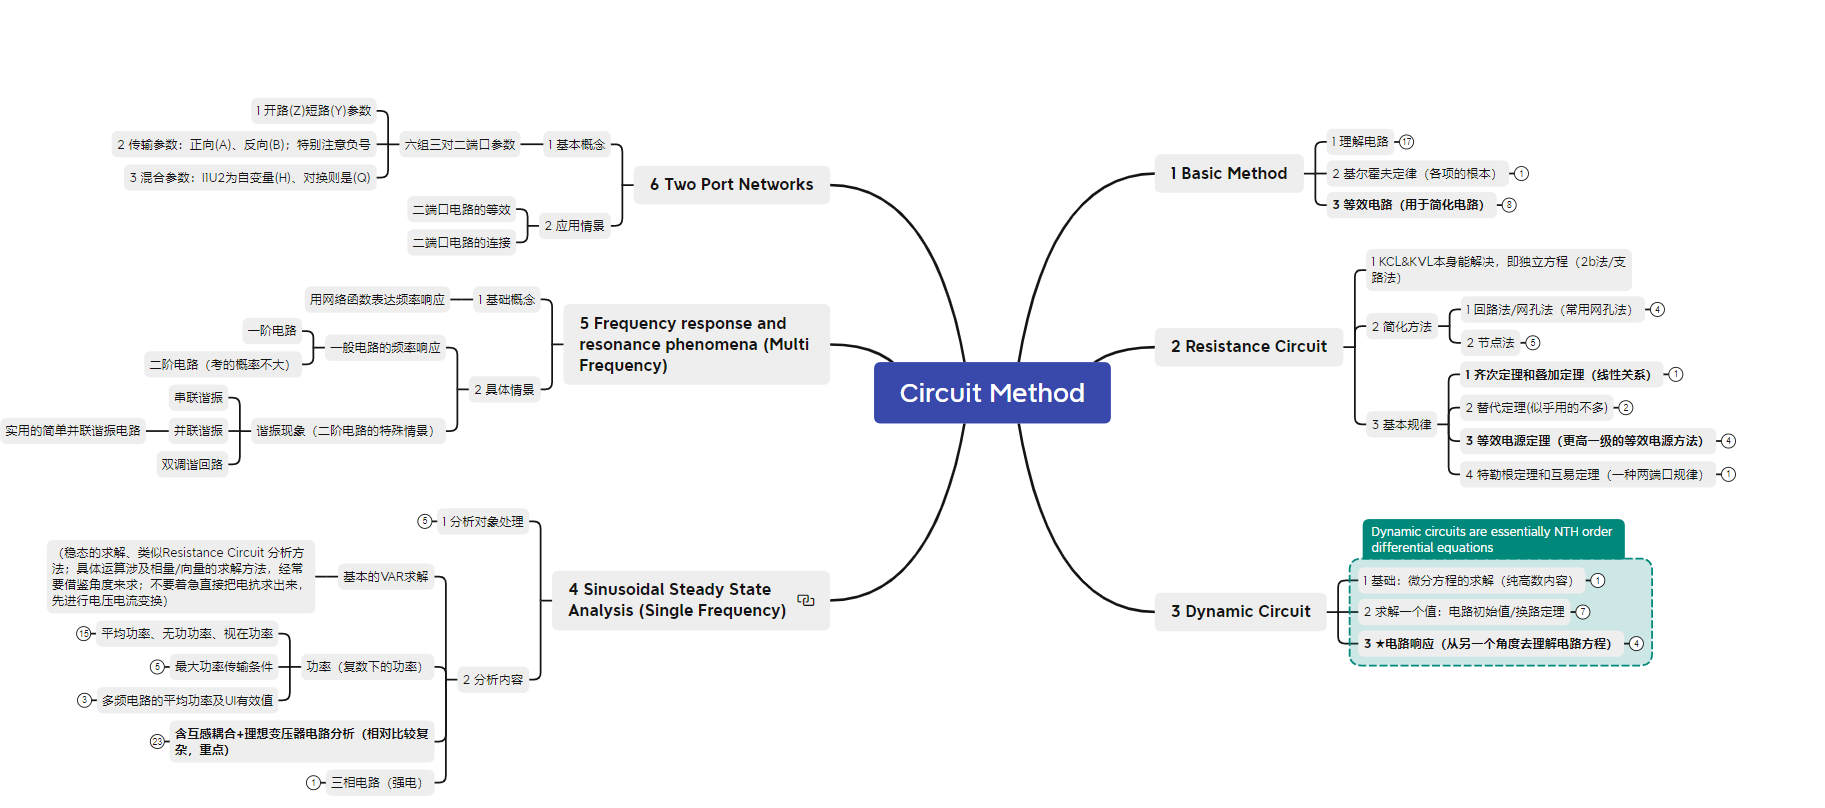 Circuit Method
1 Basic Method
1 理解电路
17
2 基尔霍夫定律（各项的根本）
1
3 等效电路（用于简化电路）
8
2 Resistance Circuit
1 KCL&KVL本身能解决，即独立方程（2b法/支
路法）
2 简化方法
1 回路法/网孔法（常用网孔法）
4
2 节点法
5
3 基本规律
1 齐次定理和叠加定理（线性关系）
1
2 替代定理(似乎用的不多)
2
3 等效电源定理（更高一级的等效电源方法）
4
4 特勒根定理和互易定理（一种两端口规律）
1
3 Dynamic Circuit
Dynamic circuits are essentially NTH order
differential equations
1 基础：微分方程的求解（纯高数内容）
1
2 求解一个值：电路初始值/换路定理
7
3 ★电路响应（从另一个角度去理解电路方程）
4
4 Sinusoidal Steady State
Analysis (Single Frequency)
1 分析对象处理
5
2 分析内容
基本的VAR求解
（稳态的求解、类似Resistance Circuit 分析方
法；具体运算涉及相量/向量的求解方法，经常
要借鉴角度来求；不要着急直接把电抗求出来，
先进行电压电流变换）
功率（复数下的功率）
平均功率、无功功率、视在功率
15
最大功率传输条件
5
多频电路的平均功率及UI有效值
3
含互感耦合+理想变压器电路分析（相对比较复
杂，重点）
23
三相电路（强电）
1
5 Frequency response and
resonance phenomena (Multi
Frequency)
1 基础概念
用网络函数表达频率响应
2 具体情景
一般电路的频率响应
一阶电路
二阶电路（考的概率不大）
谐振现象（二阶电路的特殊情景）
串联谐振
并联谐振
实用的简单并联谐振电路
双调谐回路
6 Two Port Networks
1 基本概念
六组三对二端口参数
1 开路(Z)短路(Y)参数
2 传输参数：正向(A)、反向(B)；特别注意负号
3 混合参数：I1U2为自变量(H)、对换则是(Q)
2 应用情景
二端口电路的等效
二端口电路的连接